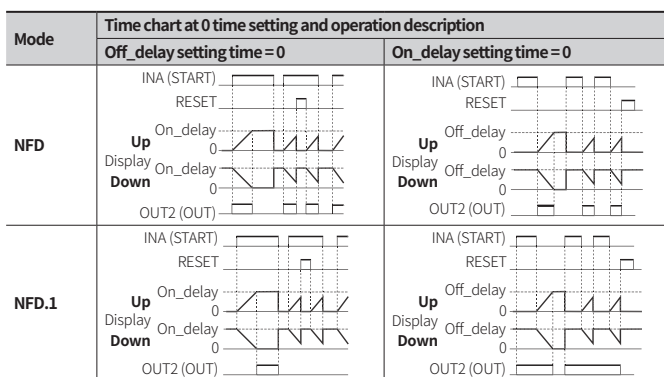 Mode
Time chart at 0 time setting and operation description
Off_delay setting time = 0
On_delay setting time = 0
NFD
INA (START)
RESET
On_delay
Up
0
Display
On_delay
Down
0
OUT2 (OUT)
INA (START)
RESET
Off_delay
Up
0
Display
Off_delay
Down
0
OUT2 (OUT)
NFD.1
INA (START)
RESET
On_delay
Up
0
Display
On_delay
Down
0
OUT2 (OUT)
INA (START)
RESET
Off_delay
Up
0
Display
Off_delay
Down
0
OUT2 (OUT)